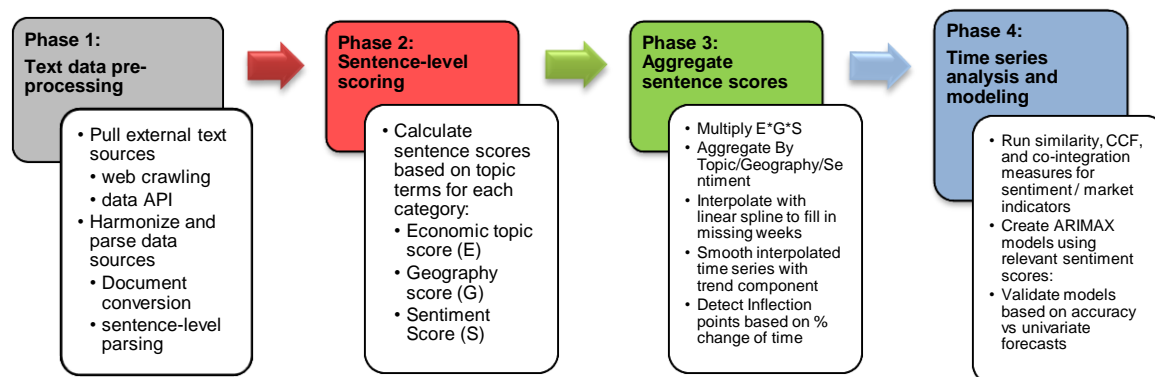 Phase 1:
Text data pre-
processing
• Pull external text
sources
• web crawling
• data API
• Harmonize and
parse data
sources
• Document
conversion
• sentence-level
parsing
Phase 2:
Sentence-level
scoring
• Calculate
sentence scores
based on topic
terms for each
category:
• Economic topic
score (E)
• Geography
score (G)
• Sentiment
Score (S)
Phase 3:
Aggregate
sentence scores
• Multiply E*G*S
• Aggregate By
Topic/Geography/Sen
timent
• Interpolate with
linear spline to fill in
missing weeks
• Smooth interpolated
time series with
trend component
• Detect Inflection
points based on %
change of time
Phase 4:
Time series
analysis and
modeling
• Run similarity, CCF,
and co-integration
measures for
sentiment / market
indicators
• Create ARIMAX
models using
relevant sentiment
scores:
• Validate models
based on accuracy
vs univariate
forecasts